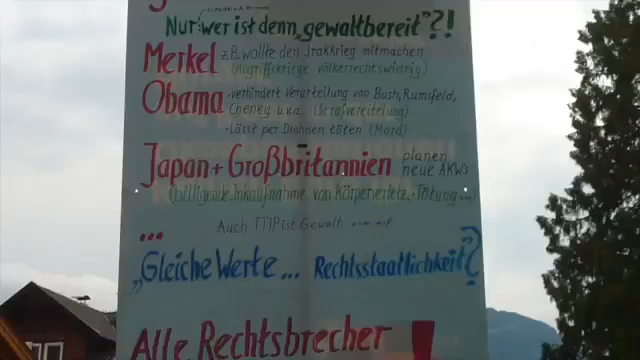 Nur: wer ist denn „gewaltbereit"?!
Merkel z.B. wollte den Irakkrieg mitmachen
(Angriffskriege völkerrechtswidrig)
Obama - verhindert Verurteilung von Bush, Rumsfeld,
Cheney u.v.a. (Strafvereitelung)
- Lässt per Drohnen töten (Mord)
Japan + Großbritannien planen
neue AKWs
(billigende Inkaufnahme von Körperverletz. + Tötung ...)
Auch TTIP ist Gewalt
...
„Gleiche Werte ... Rechtsstaatlichkeit"?
Alle Rechtsbrecher !